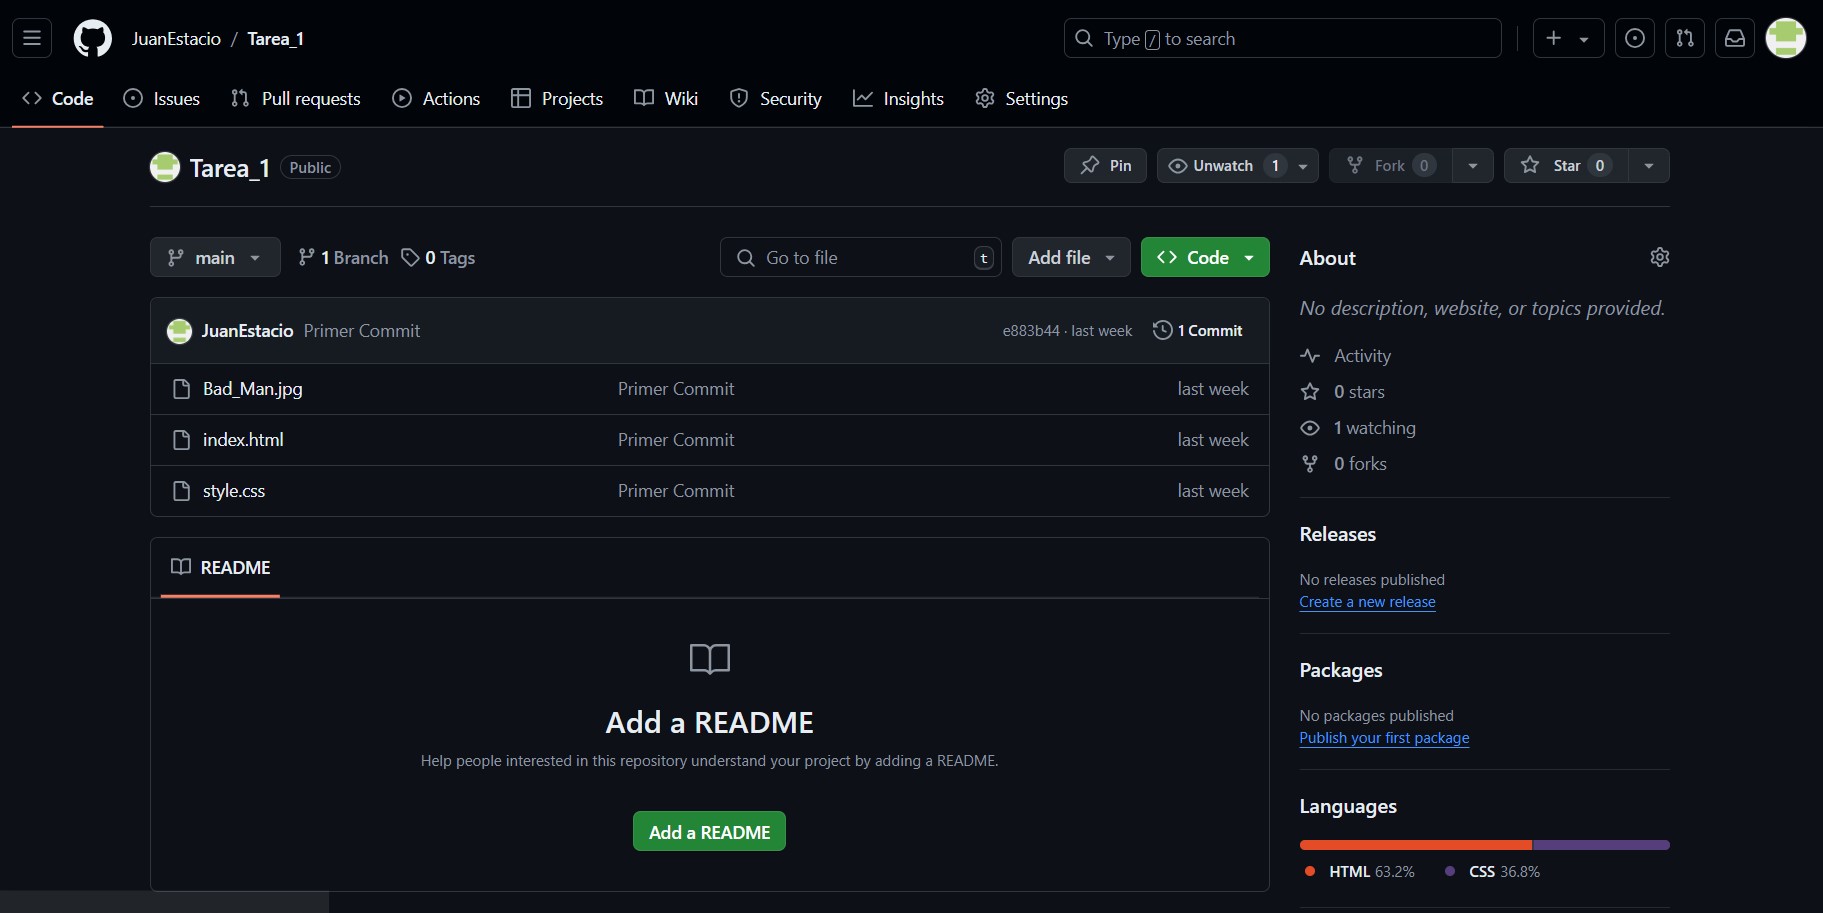 JuanEstacio / Tarea_1
Type / to search
Code Issues Pull requests Actions Projects Wiki Security Insights Settings
Tarea_1 Public
Pin Unwatch 1 Fork 0 Star 0
main 1 Branch 0 Tags
Go to file t Add file Code
JuanEstacio Primer Commit e883b44 · last week 1 Commit
Bad_Man.jpg Primer Commit last week
index.html Primer Commit last week
style.css Primer Commit last week
README
Add a README
Help people interested in this repository understand your project by adding a README.
Add a README
About
No description, website, or topics provided.
Activity
0 stars
1 watching
0 forks
Releases
No releases published
Create a new release
Packages
No packages published
Publish your first package
Languages
HTML 63.2% CSS 36.8%